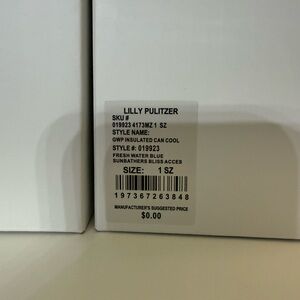 LILLY PULITZER
SKU #
019923 4173MZ 1 SZ
STYLE NAME:
GWP INSULATED CAN COOL
STYLE #: 019923
FRESH WATER BLUE
SUNBATHERS BLISS ACCES
SIZE: 1 SZ
197367263848
MANUFACTURER'S SUGGESTED PRICE
$0.00